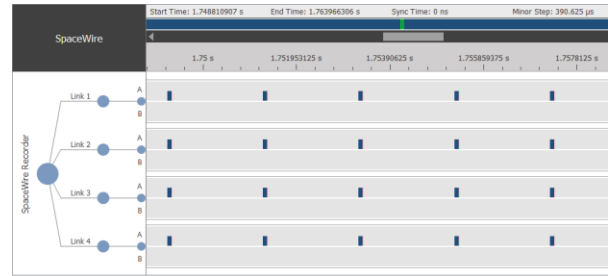 Start Time: 1.748810907 s End Time: 1.763966306 s Sync Time: 0 ns Minor Step: 390.625 µs
SpaceWire
1.75 s 1.751953125 s 1.75390625 s 1.755859375 s 1.7578125 s
SpaceWire Recorder
Link 1 A
B
Link 2 A
B
Link 3 A
B
Link 4 A
B